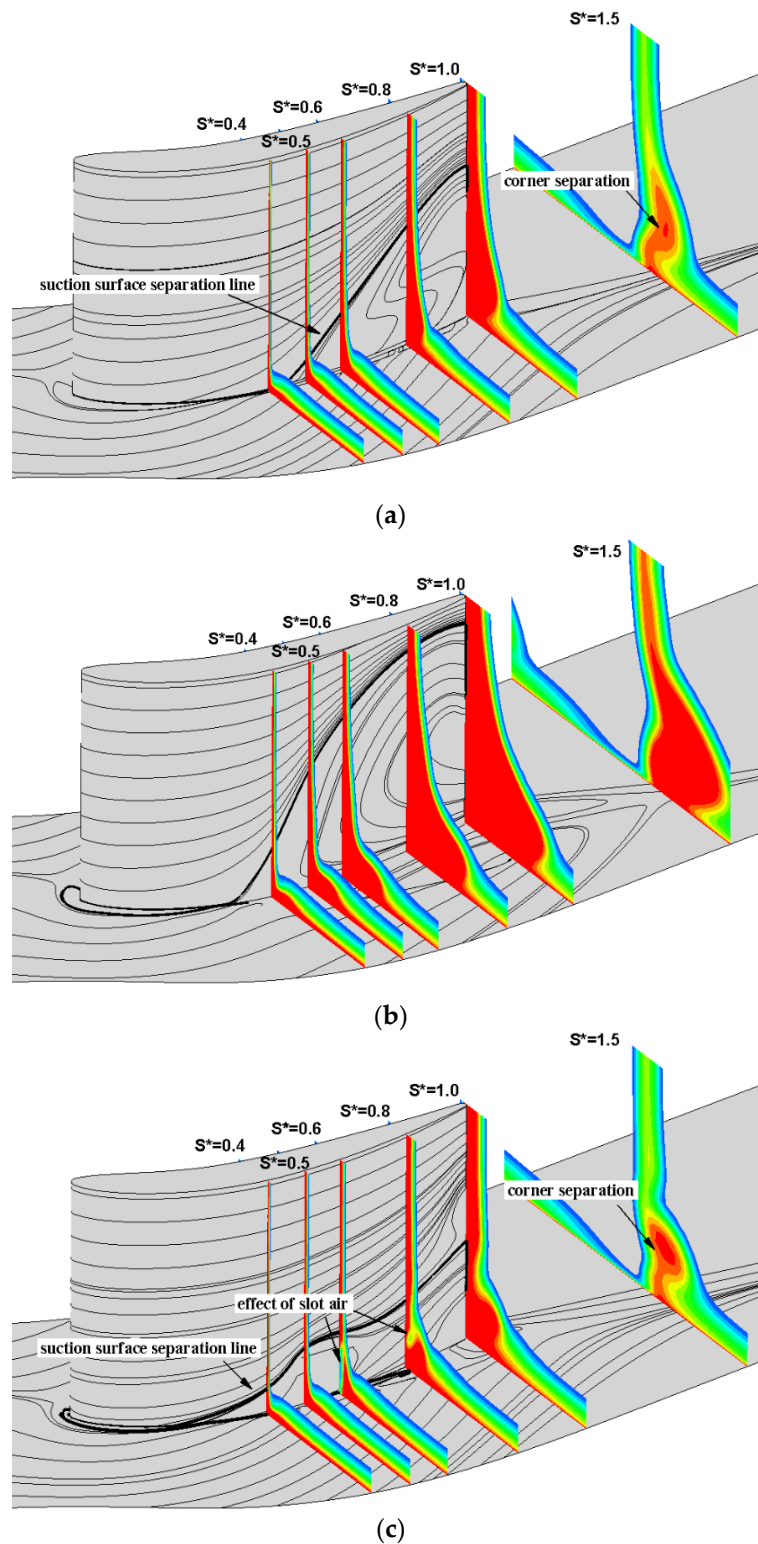 S*=1.5
S*=1.0
S*=0.8
S*=0.6
S*=0.4
S*=0.5
corner separation
suction surface separation line
(a)
S*=1.5
S*=1.0
S*=0.8
S*=0.6
S*=0.4
S*=0.5
(b)
S*=1.5
S*=1.0
S*=0.8
S*=0.6
S*=0.4
S*=0.5
corner separation
effect of slot air
suction surface separation line
(c)